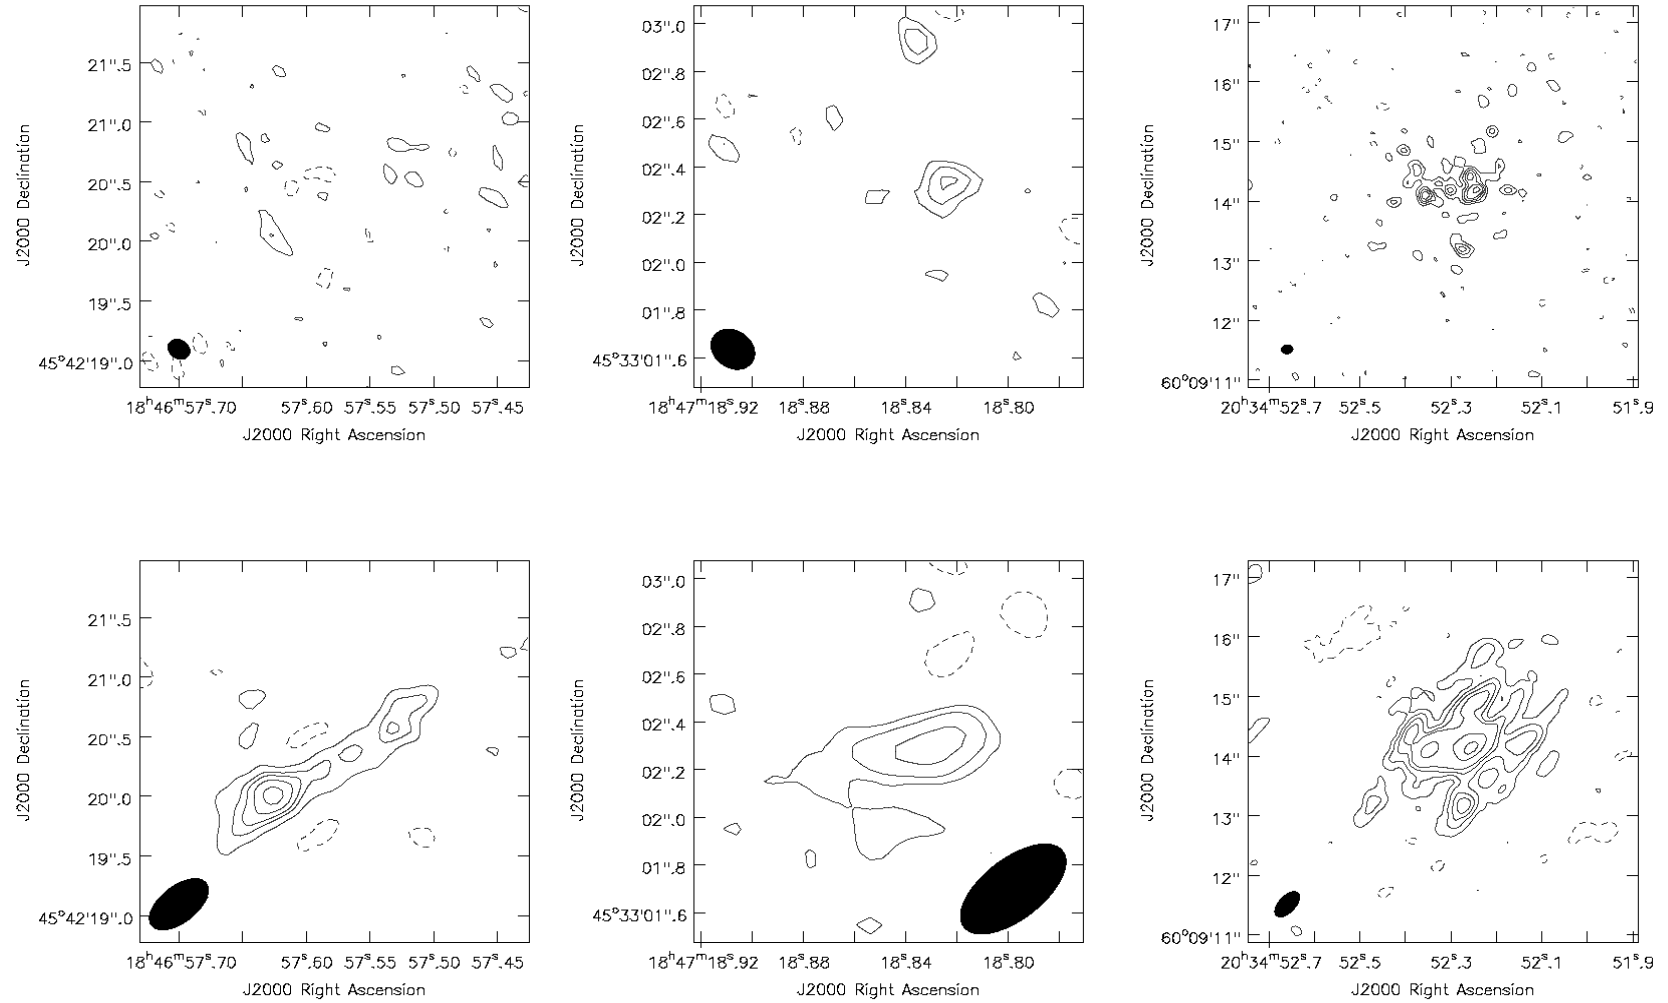 21".5
21".0
20".5
20".0
19".5
45°42'19".0
J2000 Declination
18ʰ46ᵐ57ˢ.70 57ˢ.60 57ˢ.55 57ˢ.50 57ˢ.45
J2000 Right Ascension
03".0
02".8
02".6
02".4
02".2
02".0
01".8
45°33'01".6
J2000 Declination
18ʰ47ᵐ18ˢ.92 18ˢ.88 18ˢ.84 18ˢ.80
J2000 Right Ascension
17"
16"
15"
14"
13"
12"
60°09'11"
J2000 Declination
20ʰ34ᵐ52ˢ.7 52ˢ.5 52ˢ.3 52ˢ.1 51ˢ.9
J2000 Right Ascension
21".5
21".0
20".5
20".0
19".5
45°42'19".0
J2000 Declination
18ʰ46ᵐ57ˢ.70 57ˢ.60 57ˢ.55 57ˢ.50 57ˢ.45
J2000 Right Ascension
03".0
02".8
02".6
02".4
02".2
02".0
01".8
45°33'01".6
J2000 Declination
18ʰ47ᵐ18ˢ.92 18ˢ.88 18ˢ.84 18ˢ.80
J2000 Right Ascension
17"
16"
15"
14"
13"
12"
60°09'11"
J2000 Declination
20ʰ34ᵐ52ˢ.7 52ˢ.5 52ˢ.3 52ˢ.1 51ˢ.9
J2000 Right Ascension